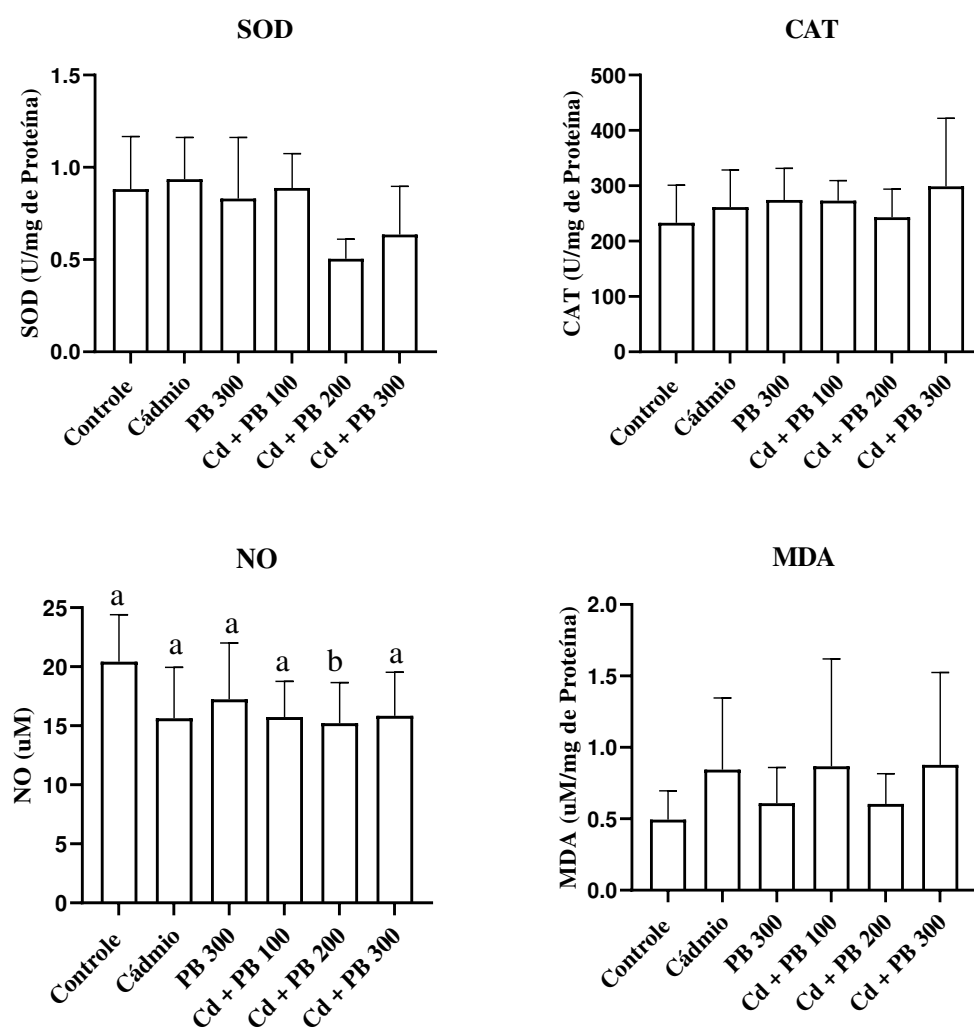 SOD
SOD (U/mg de Proteína)
1.5
1.0
0.5
0.0
Controle
Cádmio
PB 300
Cd + PB 100
Cd + PB 200
Cd + PB 300
CAT
CAT (U/mg de Proteína)
500
400
300
200
100
0
Controle
Cádmio
PB 300
Cd + PB 100
Cd + PB 200
Cd + PB 300
NO
NO (uM)
25
20
15
10
5
0
a
a
a
a
b
a
Controle
Cádmio
PB 300
Cd + PB 100
Cd + PB 200
Cd + PB 300
MDA
MDA (uM/mg de Proteína)
2.0
1.5
1.0
0.5
0.0
Controle
Cádmio
PB 300
Cd + PB 100
Cd + PB 200
Cd + PB 300